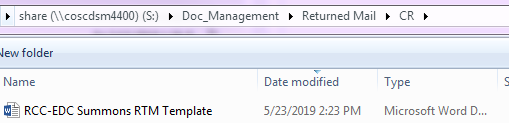 share (\\coscdsm4400) (S:) ▸ Doc_Management ▸ Returned Mail ▸ CR ▸
New folder
Name Date modified Type
RCC-EDC Summons RTM Template 5/23/2019 2:23 PM Microsoft Word D...